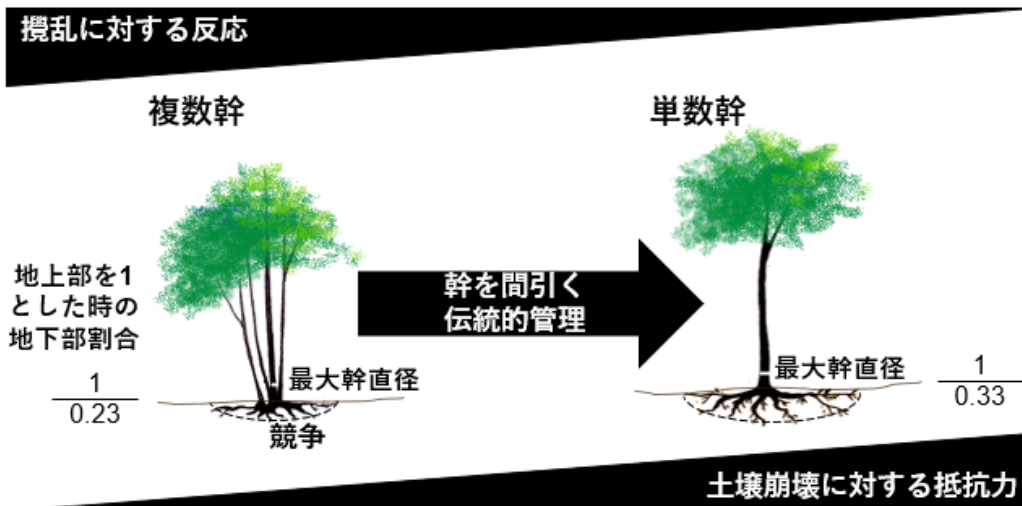 攪乱に対する反応
複数幹
単数幹
地上部を1
とした時の
地下部割合
1
0.23
幹を間引く
伝統的管理
最大幹直径
競争
最大幹直径
1
0.33
土壌崩壊に対する抵抗力